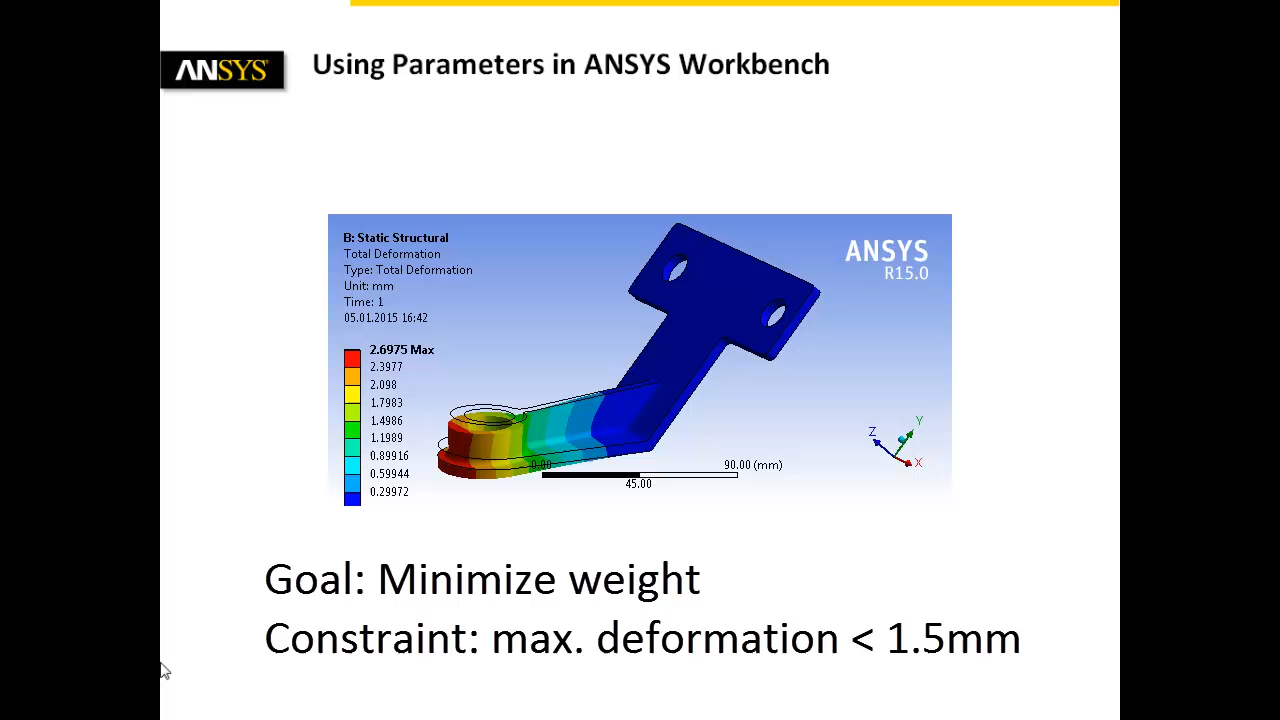 ANSYS
Using Parameters in ANSYS Workbench
B: Static Structural
Total Deformation
Type: Total Deformation
Unit: mm
Time: 1
05.01.2015 16:42
ANSYS
R15.0
2.6975 Max
2.3977
2.098
1.7983
1.4986
1.1989
0.89916
0.59944
0.29972
0.00
90.00 (mm)
45.00
Z
Y
X
Goal: Minimize weight
Constraint: max. deformation < 1.5mm